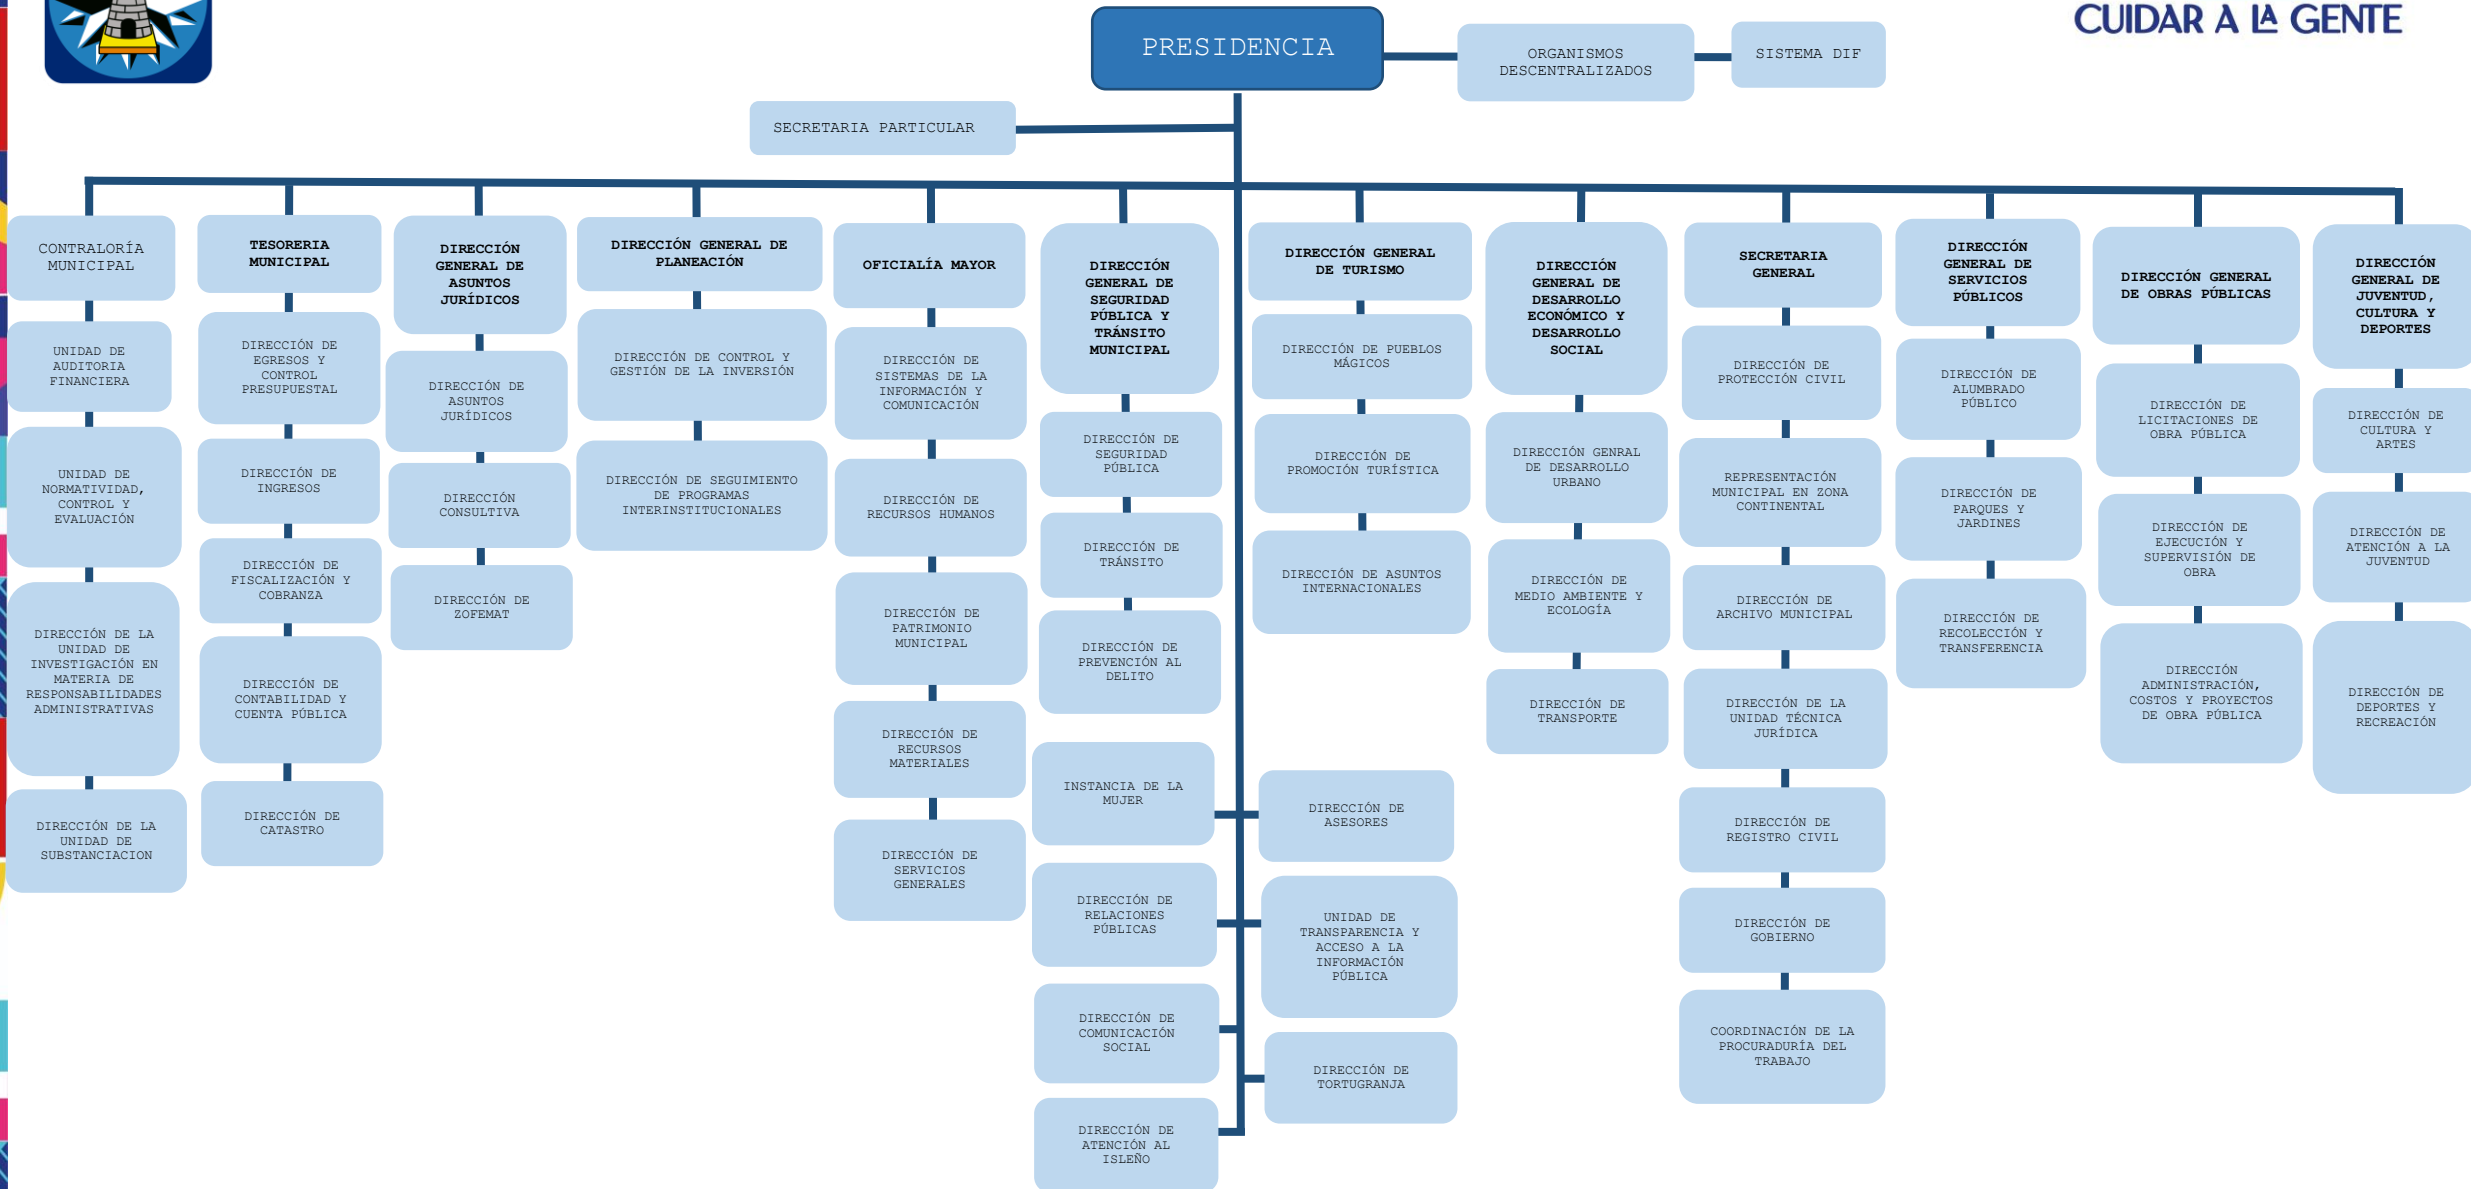 CUIDAR A LA GENTE
PRESIDENCIA
ORGANISMOS
DESCENTRALIZADOS
SISTEMA DIF
SECRETARIA PARTICULAR
CONTRALORÍA
MUNICIPAL
UNIDAD DE
AUDITORIA
FINANCIERA
UNIDAD DE
NORMATIVIDAD,
CONTROL Y
EVALUACIÓN
DIRECCIÓN DE LA
UNIDAD DE
INVESTIGACIÓN EN
MATERIA DE
RESPONSABILIDADES
ADMINISTRATIVAS
DIRECCIÓN DE LA
UNIDAD DE
SUBSTANCIACION
TESORERIA
MUNICIPAL
DIRECCIÓN DE
EGRESOS Y
CONTROL
PRESUPUESTAL
DIRECCIÓN DE
INGRESOS
DIRECCIÓN DE
FISCALIZACIÓN Y
COBRANZA
DIRECCIÓN DE
CONTABILIDAD Y
CUENTA PÚBLICA
DIRECCIÓN DE
CATASTRO
DIRECCIÓN
GENERAL DE
ASUNTOS
JURÍDICOS
DIRECCIÓN DE
ASUNTOS
JURÍDICOS
DIRECCIÓN
CONSULTIVA
DIRECCIÓN DE
ZOFEMAT
DIRECCIÓN GENERAL DE
PLANEACIÓN
DIRECCIÓN DE CONTROL Y
GESTIÓN DE LA INVERSIÓN
DIRECCIÓN DE SEGUIMIENTO
DE PROGRAMAS
INTERINSTITUCIONALES
OFICIALÍA MAYOR
DIRECCIÓN DE
SISTEMAS DE LA
INFORMACIÓN Y
COMUNICACIÓN
DIRECCIÓN DE
RECURSOS HUMANOS
DIRECCIÓN DE
PATRIMONIO
MUNICIPAL
DIRECCIÓN DE
RECURSOS
MATERIALES
DIRECCIÓN DE
SERVICIOS
GENERALES
DIRECCIÓN
GENERAL DE
SEGURIDAD
PÚBLICA Y
TRÁNSITO
MUNICIPAL
DIRECCIÓN DE
SEGURIDAD
PÚBLICA
DIRECCIÓN DE
TRÁNSITO
DIRECCIÓN DE
PREVENCIÓN AL
DELITO
INSTANCIA DE LA
MUJER
DIRECCIÓN DE
RELACIONES
PÚBLICAS
DIRECCIÓN DE
COMUNICACIÓN
SOCIAL
DIRECCIÓN DE
ATENCIÓN AL
ISLEÑO
DIRECCIÓN GENERAL
DE TURISMO
DIRECCIÓN DE PUEBLOS
MÁGICOS
DIRECCIÓN DE
PROMOCIÓN TURÍSTICA
DIRECCIÓN DE ASUNTOS
INTERNACIONALES
DIRECCIÓN DE
ASESORES
UNIDAD DE
TRANSPARENCIA Y
ACCESO A LA
INFORMACIÓN
PÚBLICA
DIRECCIÓN DE
TORTUGRANJA
DIRECCIÓN
GENERAL DE
DESARROLLO
ECONÓMICO Y
DESARROLLO
SOCIAL
DIRECCIÓN GENRAL
DE DESARROLLO
URBANO
DIRECCIÓN DE
MEDIO AMBIENTE Y
ECOLOGÍA
DIRECCIÓN DE
TRANSPORTE
SECRETARIA
GENERAL
DIRECCIÓN DE
PROTECCIÓN CIVIL
REPRESENTACIÓN
MUNICIPAL EN ZONA
CONTINENTAL
DIRECCIÓN DE
ARCHIVO MUNICIPAL
DIRECCIÓN DE LA
UNIDAD TÉCNICA
JURÍDICA
DIRECCIÓN DE
REGISTRO CIVIL
DIRECCIÓN DE
GOBIERNO
COORDINACIÓN DE LA
PROCURADURÍA DEL
TRABAJO
DIRECCIÓN
GENERAL DE
SERVICIOS
PÚBLICOS
DIRECCIÓN DE
ALUMBRADO
PÚBLICO
DIRECCIÓN DE
PARQUES Y
JARDINES
DIRECCIÓN DE
RECOLECCIÓN Y
TRANSFERENCIA
DIRECCIÓN GENERAL
DE OBRAS PÚBLICAS
DIRECCIÓN DE
LICITACIONES DE
OBRA PÚBLICA
DIRECCIÓN DE
EJECUCIÓN Y
SUPERVISIÓN DE
OBRA
DIRECCIÓN
ADMINISTRACIÓN,
COSTOS Y PROYECTOS
DE OBRA PÚBLICA
DIRECCIÓN
GENERAL DE
JUVENTUD,
CULTURA Y
DEPORTES
DIRECCIÓN DE
CULTURA Y
ARTES
DIRECCIÓN DE
ATENCIÓN A LA
JUVENTUD
DIRECCIÓN DE
DEPORTES Y
RECREACIÓN